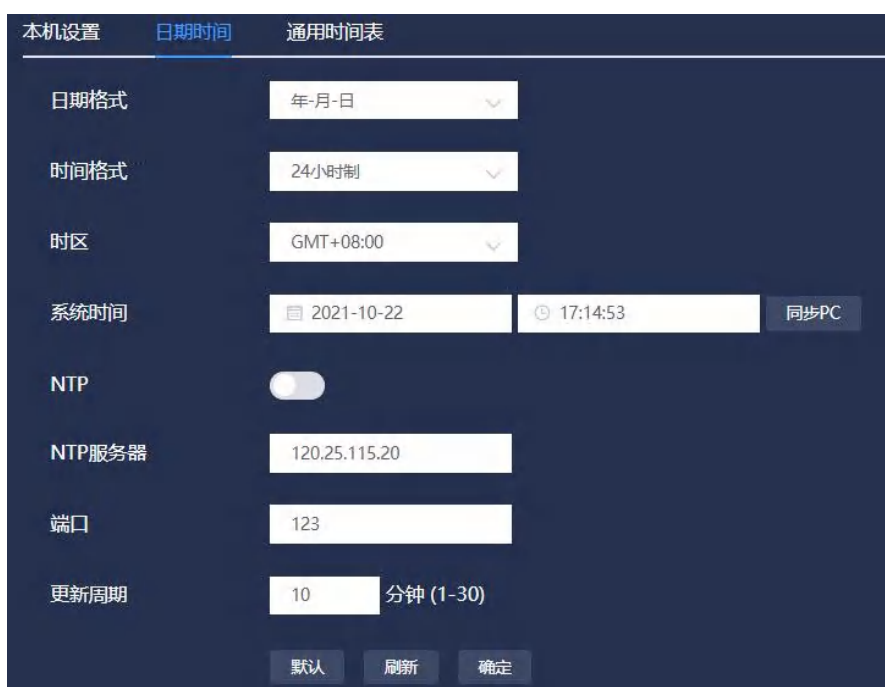 本机设置 日期时间 通用时间表
日期格式 年-月-日
时间格式 24小时制
时区 GMT+08:00
系统时间 2021-10-22 17:14:53 同步PC
NTP
NTP服务器 120.25.115.20
端口 123
更新周期 10 分钟 (1-30)
默认 刷新 确定